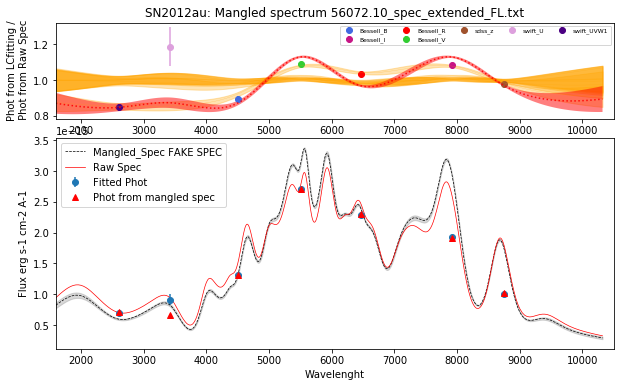 SN2012au: Mangled spectrum 56072.10_spec_extended_FL.txt
Phot from LCfitting /
Phot from Raw Spec
1.2
1.0
0.8
Bessell_B
Bessell_I
Bessell_R
Bessell_V
sdss_z
swift_U
swift_UVW1
2000 3000 4000 5000 6000 7000 8000 9000 10000
Flux erg s-1 cm-2 A-1
3.5
3.0
2.5
2.0
1.5
1.0
0.5
Mangled_Spec FAKE SPEC
Raw Spec
Fitted Phot
Phot from mangled spec
2000 3000 4000 5000 6000 7000 8000 9000 10000
Wavelenght